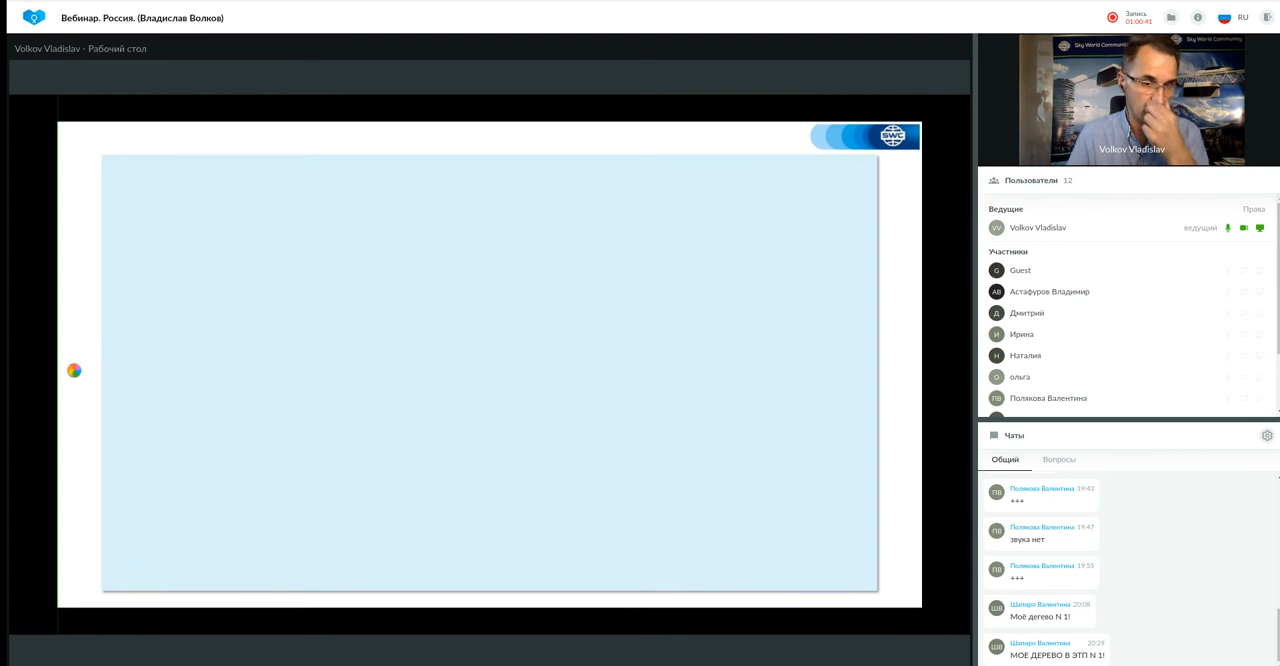 Вебинар. Россия. (Владислав Волков)
Запись
01:00:41
RU
Volkov Vladislav - Рабочий стол
SWC
Sky World Community
Sky World Community
Volkov Vladislav
Пользователи 12
Ведущие Права
VV Volkov Vladislav ведущий
Участники
G Guest
АВ Астафуров Владимир
Д Дмитрий
И Ирина
Н Наталия
О ольга
ПВ Полякова Валентина
Чаты
Общий Вопросы
ПВ Полякова Валентина 19:43
+++
ПВ Полякова Валентина 19:47
звука нет
ПВ Полякова Валентина 19:55
+++
ШВ Шапиро Валентина 20:08
Моё дегево N 1!
ШВ Шапиро Валентина 20:29
МОЕ ДЕРЕВО В ЭТП N 1!